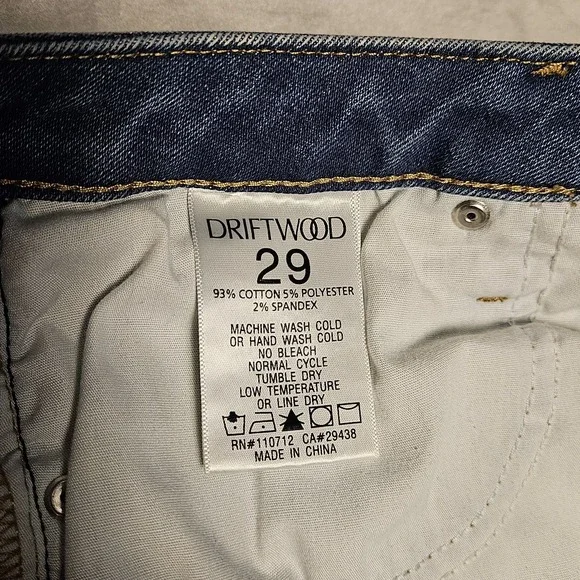 DRIFTWOOD
29
93% COTTON 5% POLYESTER
2% SPANDEX
MACHINE WASH COLD
OR HAND WASH COLD
NO BLEACH
NORMAL CYCLE
TUMBLE DRY
LOW TEMPERATURE
OR LINE DRY
RN#110712 CA#29438
MADE IN CHINA